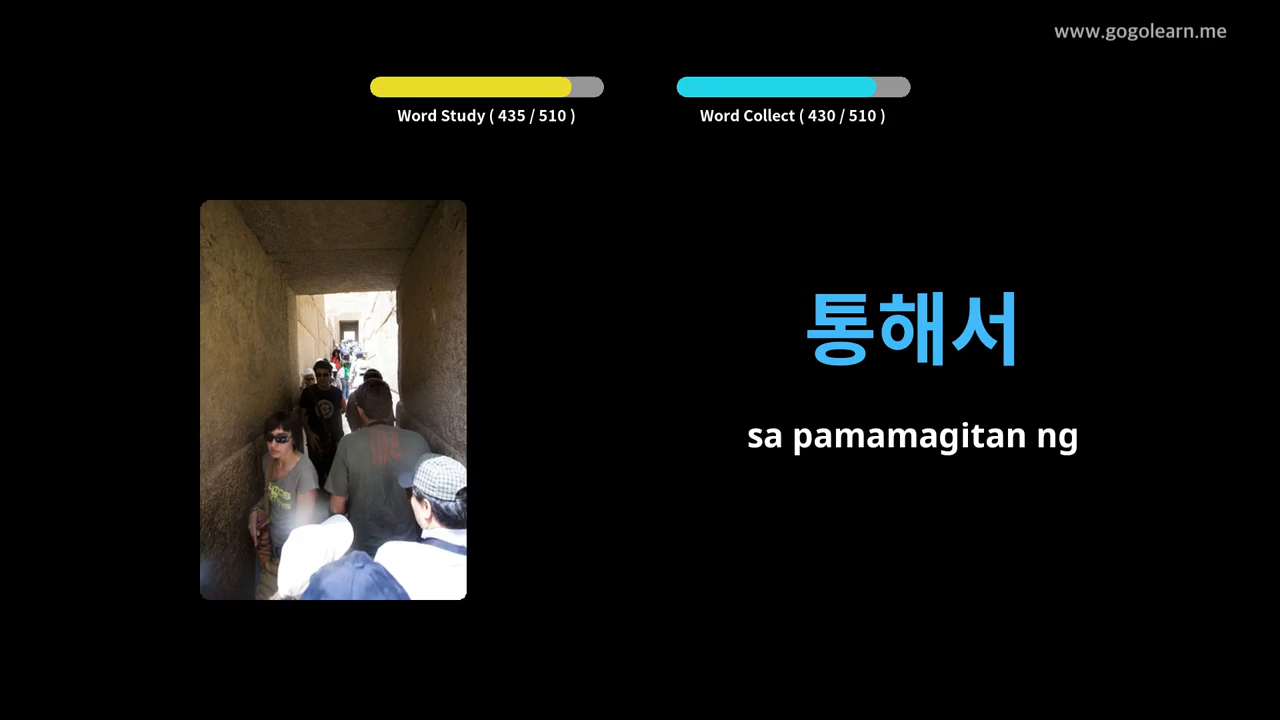 www.gogolearn.me
Word Study ( 435 / 510 )
Word Collect ( 430 / 510 )
통해서
sa pamamagitan ng